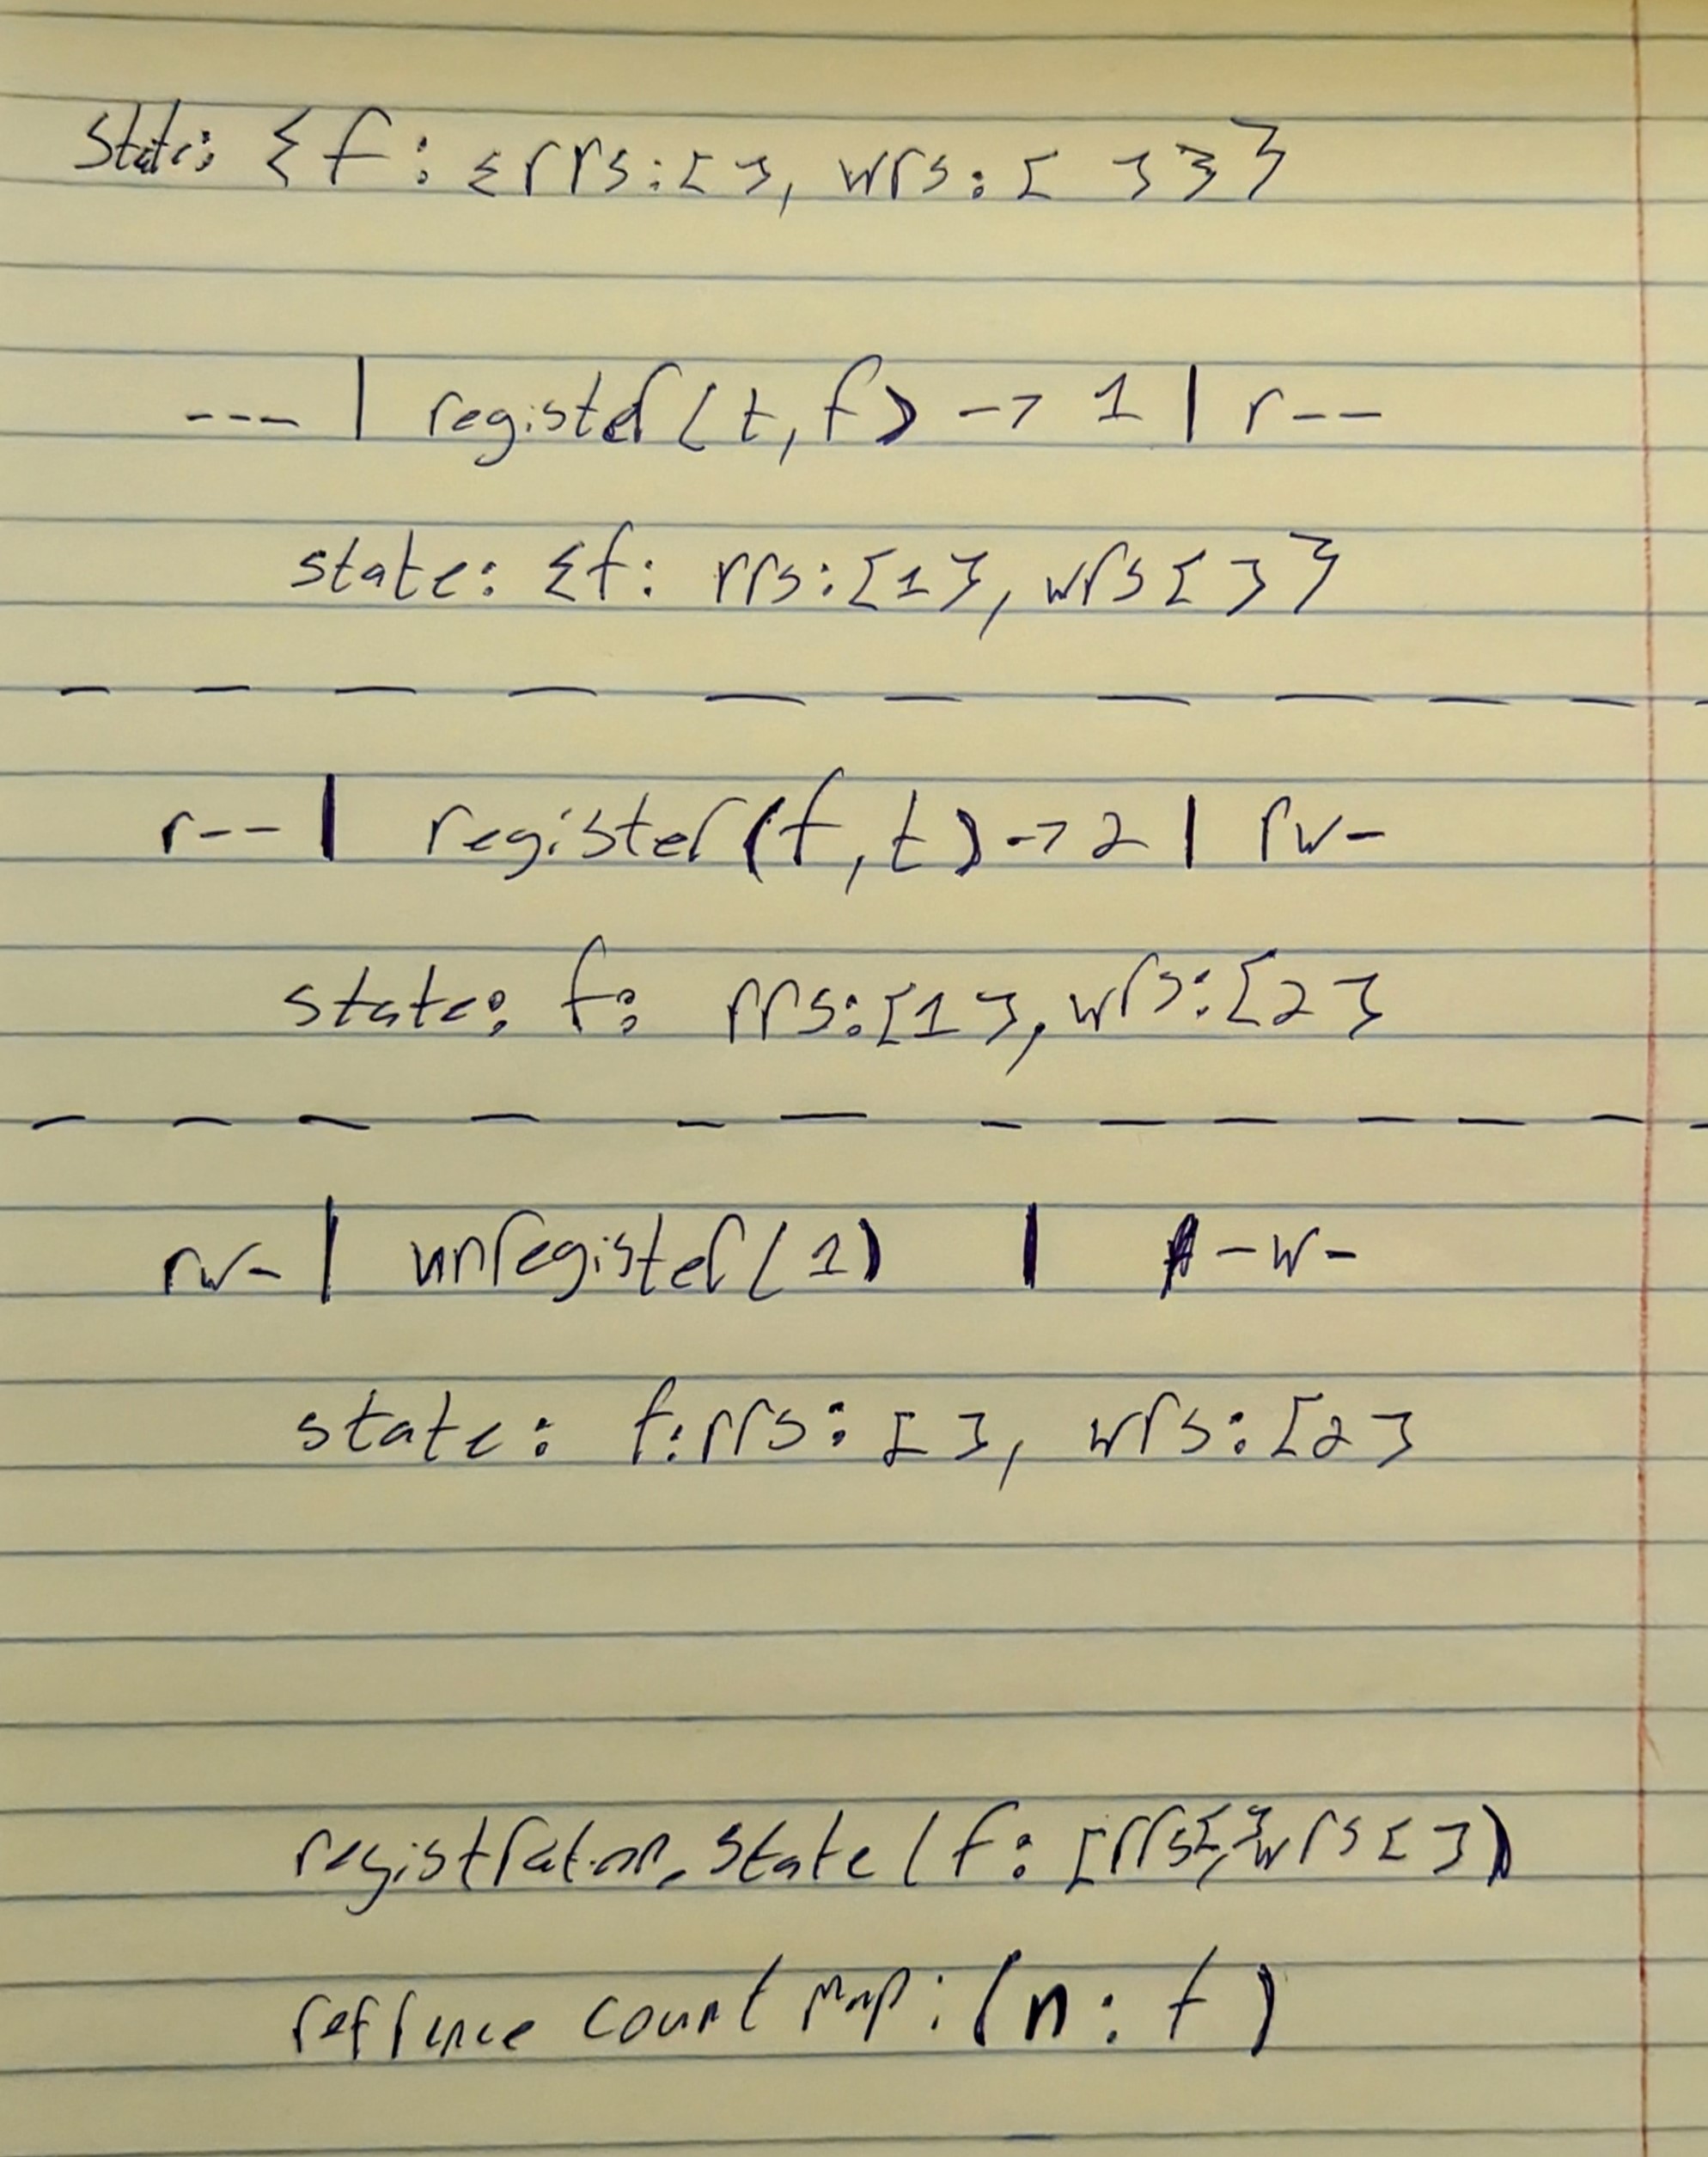 State: {f: {rrs:[], wrs: [ ]}}
--- | register(t,f) -> 1 | r--
state: {f: rrs:[1], wrs[]}
r-- | register(f,t) -> 2 | rw-
state: f: rrs:[1], wrs:[2]
rw- | unregister(1) | -w-
state: f:rrs: [], wrs:[2]
registration_state (f: [rrs[], wrs[])
refrence count map: (n: f)